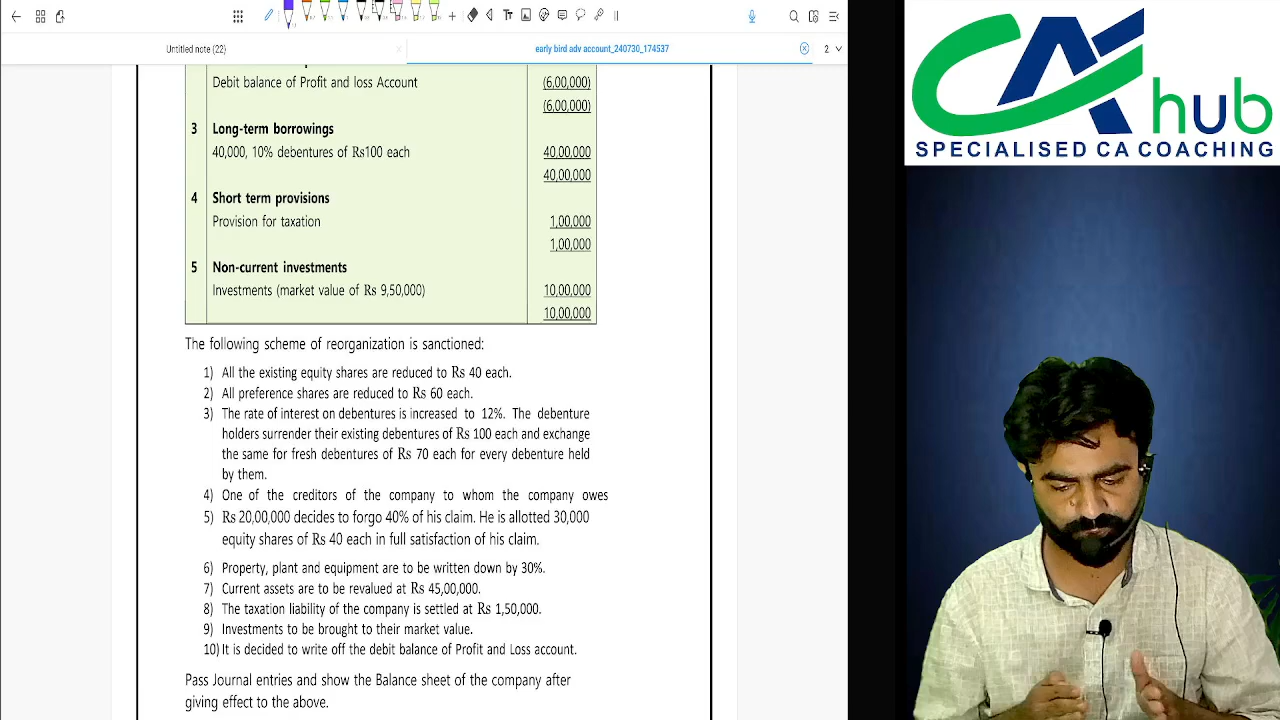 Untitled note (22)
early bird adv account_240730_174537
2
Debit balance of Profit and loss Account (6,00,000)
(6,00,000)
3 Long-term borrowings
40,000, 10% debentures of Rs100 each 40,00,000
40,00,000
4 Short term provisions
Provision for taxation 1,00,000
1,00,000
5 Non-current investments
Investments (market value of Rs 9,50,000) 10,00,000
10,00,000
The following scheme of reorganization is sanctioned:
1) All the existing equity shares are reduced to Rs 40 each.
2) All preference shares are reduced to Rs 60 each.
3) The rate of interest on debentures is increased to 12%. The debenture
holders surrender their existing debentures of Rs 100 each and exchange
the same for fresh debentures of Rs 70 each for every debenture held
by them.
4) One of the creditors of the company to whom the company owes
5) Rs 20,00,000 decides to forgo 40% of his claim. He is allotted 30,000
equity shares of Rs 40 each in full satisfaction of his claim.
6) Property, plant and equipment are to be written down by 30%.
7) Current assets are to be revalued at Rs 45,00,000.
8) The taxation liability of the company is settled at Rs 1,50,000.
9) Investments to be brought to their market value.
10) It is decided to write off the debit balance of Profit and Loss account.
Pass Journal entries and show the Balance sheet of the company after
giving effect to the above.
CA hub
SPECIALISED CA COACHING